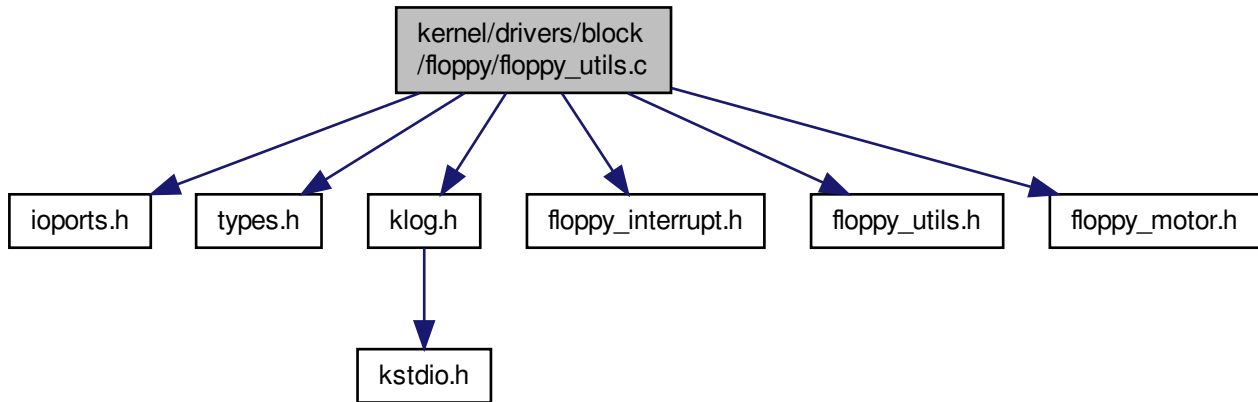 kernel/drivers/block
/floppy/floppy_utils.c
ioports.h
types.h
klog.h
floppy_interrupt.h
floppy_utils.h
floppy_motor.h
kstdio.h